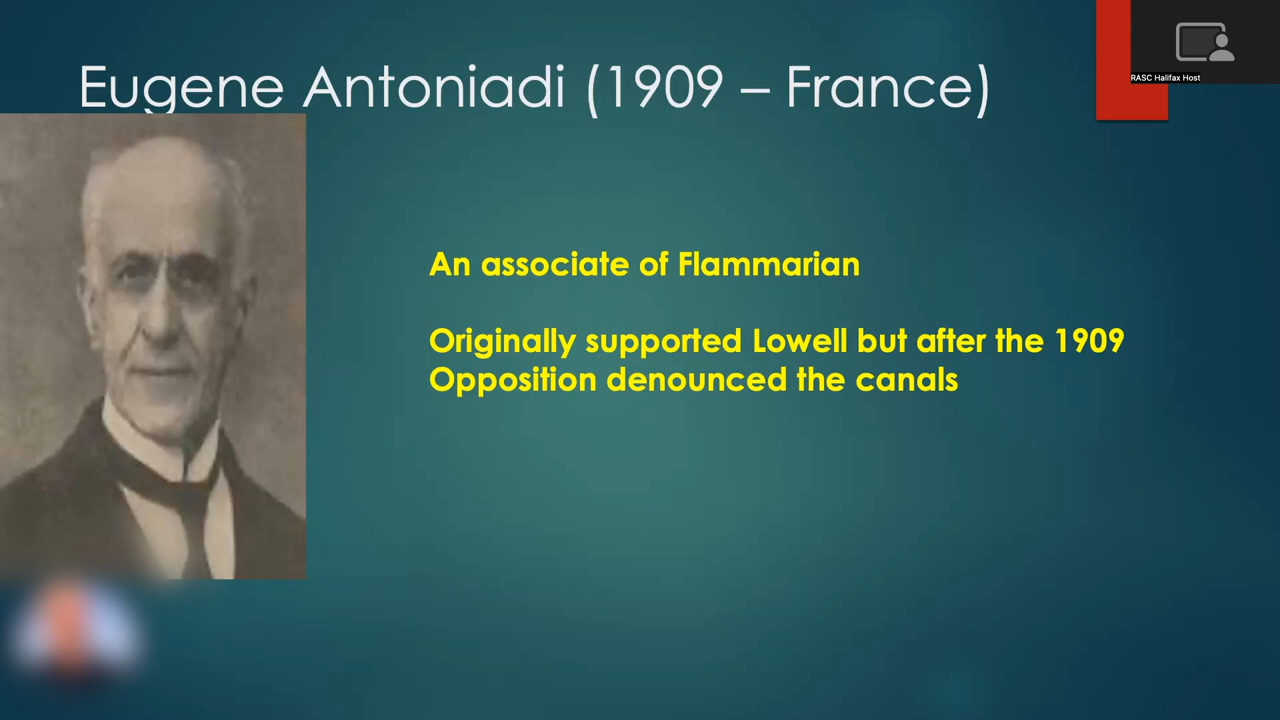 Eugene Antoniadi (1909 – France)
RASC Halifax Host
An associate of Flammarian
Originally supported Lowell but after the 1909
Opposition denounced the canals